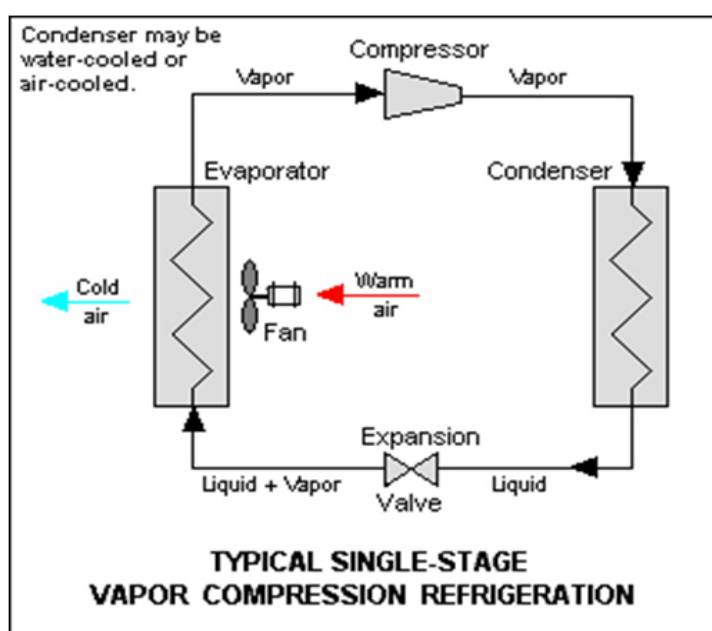 Condenser may be
water-cooled or
air-cooled.
Compressor
Vapor
Vapor
Evaporator
Condenser
Cold
air
Warm
air
Fan
Expansion
Valve
Liquid + Vapor
Liquid
TYPICAL SINGLE-STAGE
VAPOR COMPRESSION REFRIGERATION